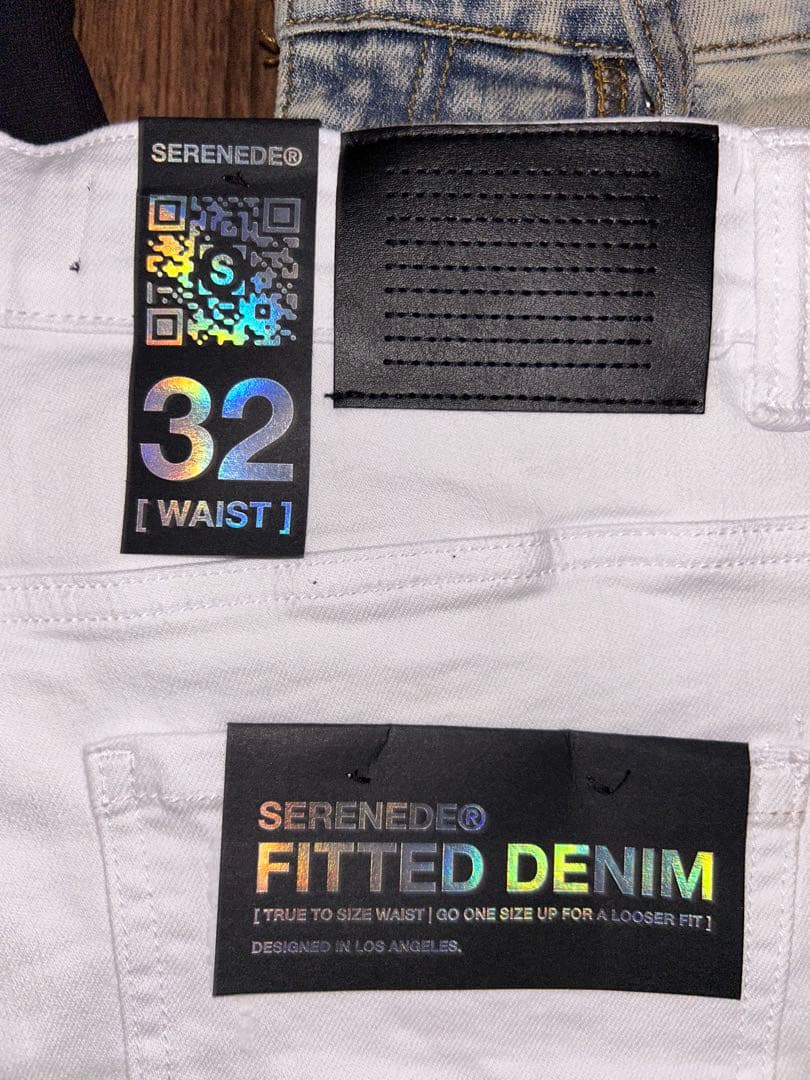 SERENEDE®
S
32
[ WAIST ]
SERENEDE®
FITTED DENIM
[ TRUE TO SIZE WAIST | GO ONE SIZE UP FOR A LOOSER FIT ]
DESIGNED IN LOS ANGELES.